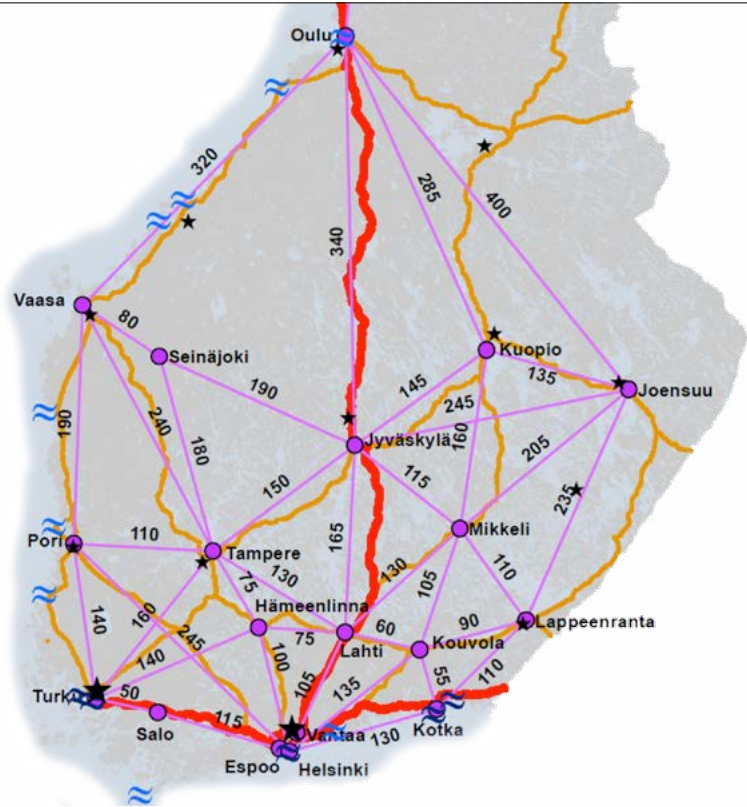 Oulu
320
285
400
340
Vaasa
80
Seinäjoki
Kuopio
135
Joensuu
190
145
245
190
240
Jyväskylä
160
205
180
115
235
150
Mikkeli
Pori
110
Tampere
165
130
110
130
75
105
Hämeenlinna
140
160
245
75
60
90
Lappeenranta
Lahti
Kouvola
140
100
55
110
Turku
50
105
135
115
Salo
Vantaa
130
Kotka
Espoo
Helsinki